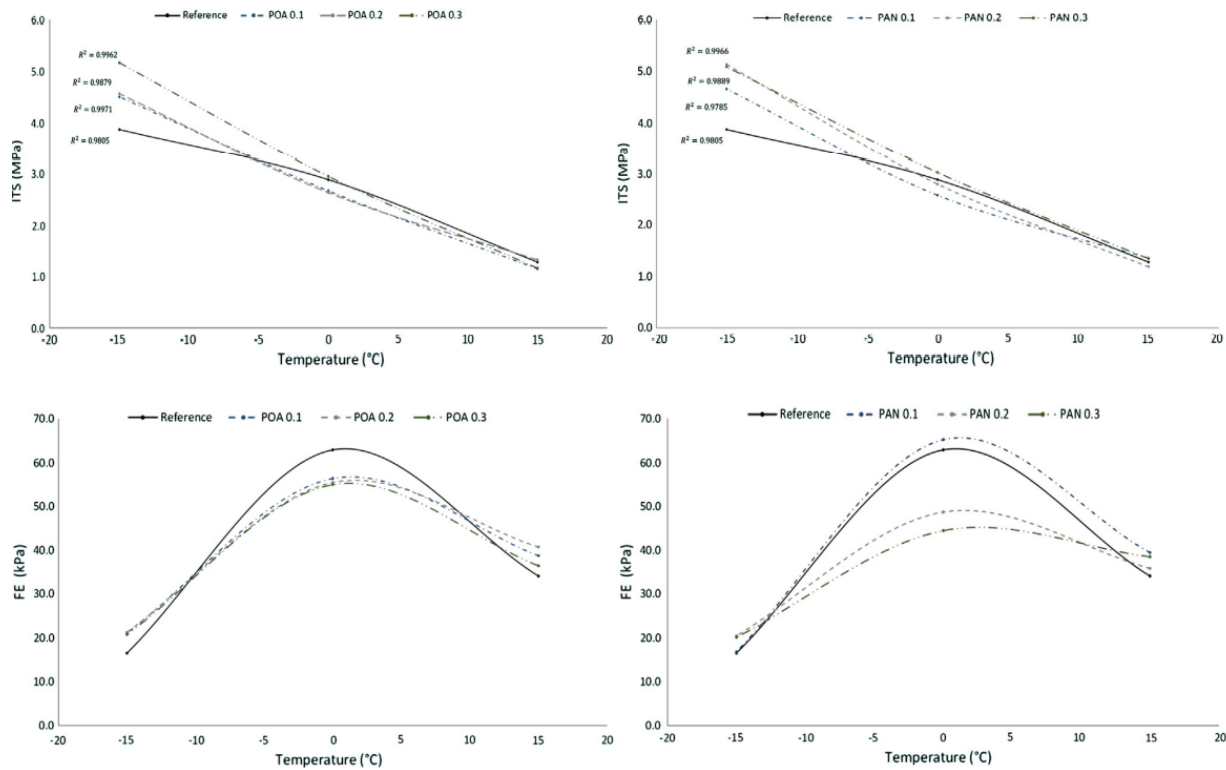 Reference POA 0.1 POA 0.2 POA 0.3
6.0
5.0
4.0
3.0
2.0
1.0
0.0
ITS (MPa)
R² = 0.9962
R² = 0.9879
R² = 0.9971
R² = 0.9805
-20 -15 -10 -5 0 5 10 15 20
Temperature (°C)
Reference PAN 0.1 PAN 0.2 PAN 0.3
6.0
5.0
4.0
3.0
2.0
1.0
0.0
ITS (MPa)
R² = 0.9966
R² = 0.9889
R² = 0.9785
R² = 0.9805
-20 -15 -10 -5 0 5 10 15 20
Temperature (°C)
Reference POA 0.1 POA 0.2 POA 0.3
70.0
60.0
50.0
40.0
30.0
20.0
10.0
0.0
FE (kPa)
-20 -15 -10 -5 0 5 10 15 20
Temperature (°C)
Reference PAN 0.1 PAN 0.2 PAN 0.3
70.0
60.0
50.0
40.0
30.0
20.0
10.0
0.0
FE (kPa)
-20 -15 -10 -5 0 5 10 15 20
Temperature (°C)